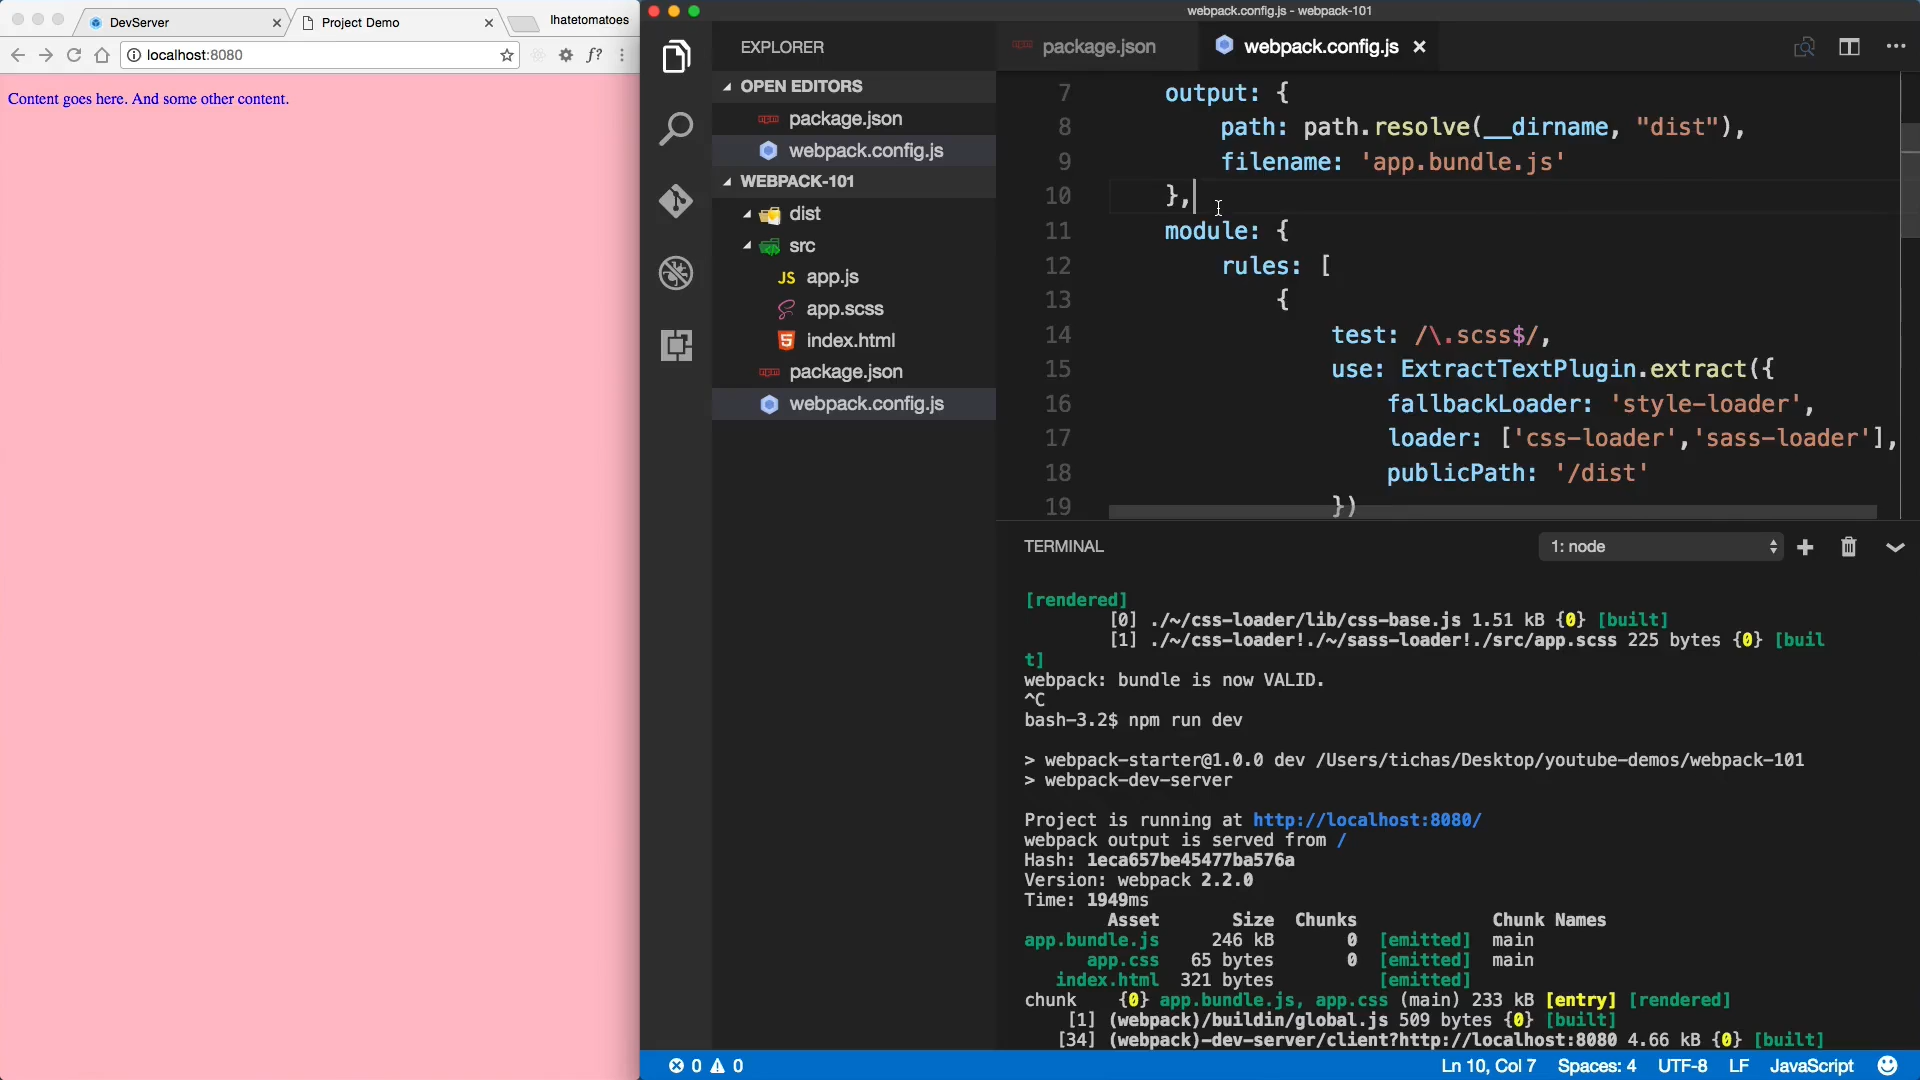 DevServer
Project Demo
Ihatetomatoes
localhost:8080
f?
Content goes here. And some other content.
webpack.config.js - webpack-101
EXPLORER
OPEN EDITORS
package.json
webpack.config.js
WEBPACK-101
dist
src
JS app.js
app.scss
5 index.html
package.json
webpack.config.js
package.json
webpack.config.js
7 output: {
8 path: path.resolve(__dirname, "dist"),
9 filename: 'app.bundle.js'
10 },
11 module: {
12 rules: [
13 {
14 test: /\.scss$/,
15 use: ExtractTextPlugin.extract({
16 fallbackLoader: 'style-loader',
17 loader: ['css-loader','sass-loader'],
18 publicPath: '/dist'
19 })
TERMINAL
1: node
[rendered]
[0] ./~/css-loader/lib/css-base.js 1.51 kB {0} [built]
[1] ./~/css-loader!./~/sass-loader!./src/app.scss 225 bytes {0} [buil
t]
webpack: bundle is now VALID.
^C
bash-3.2$ npm run dev
> webpack-starter@1.0.0 dev /Users/tichas/Desktop/youtube-demos/webpack-101
> webpack-dev-server
Project is running at http://localhost:8080/
webpack output is served from /
Hash: 1eca657be45477ba576a
Version: webpack 2.2.0
Time: 1949ms
Asset Size Chunks Chunk Names
app.bundle.js 246 kB 0 [emitted] main
app.css 65 bytes 0 [emitted] main
index.html 321 bytes [emitted]
chunk {0} app.bundle.js, app.css (main) 233 kB [entry] [rendered]
[1] (webpack)/buildin/global.js 509 bytes {0} [built]
[34] (webpack)-dev-server/client?http://localhost:8080 4.66 kB {0} [built]
0 0
Ln 10, Col 7 Spaces: 4 UTF-8 LF JavaScript